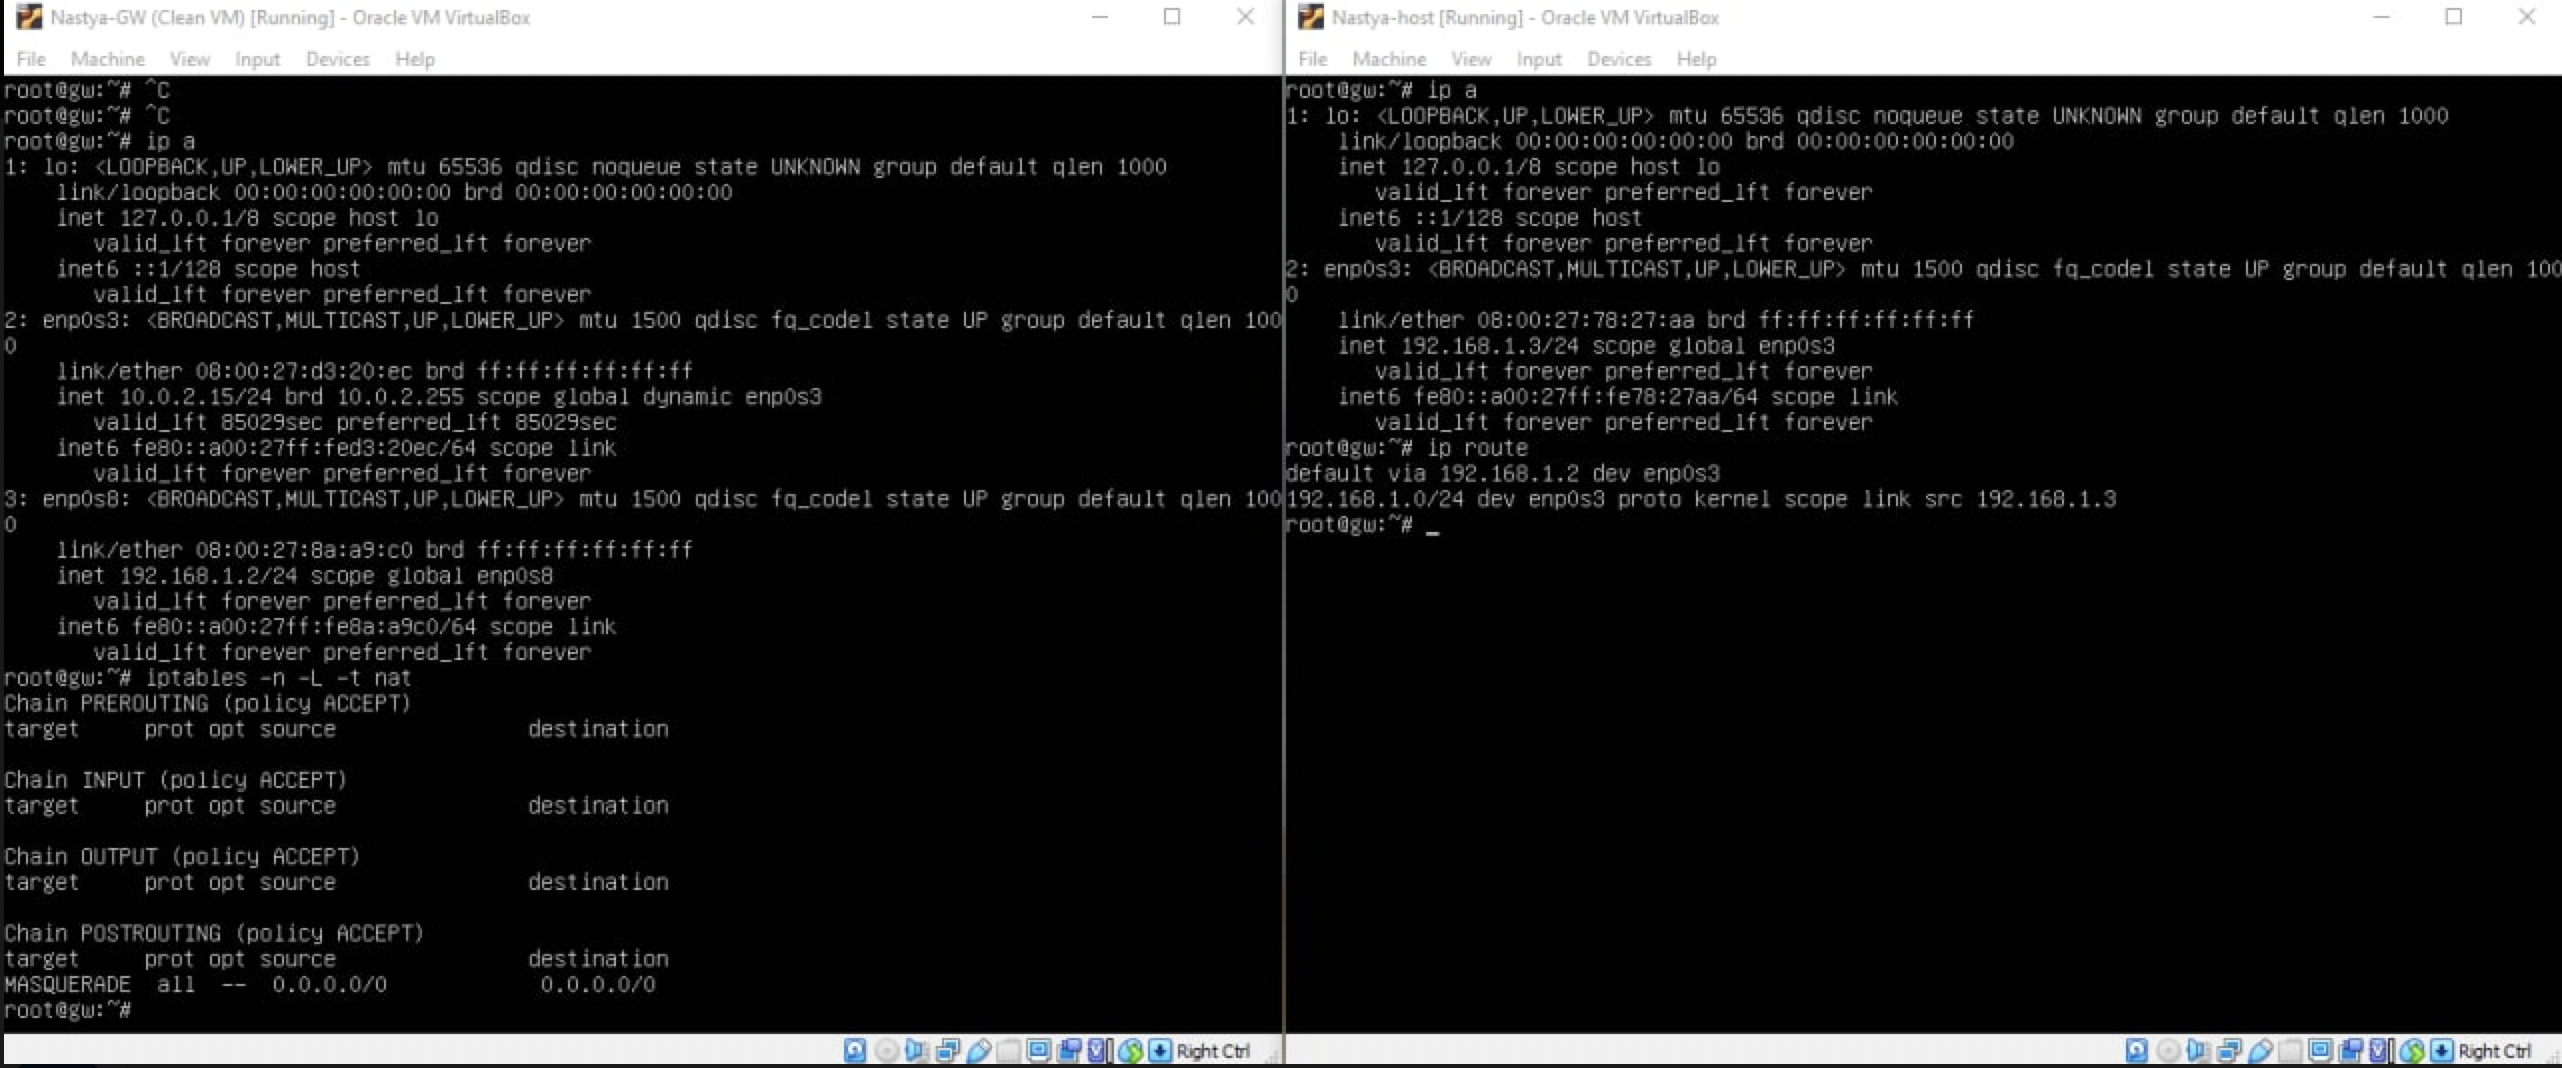 Nastya-GW (Clean VM) [Running] - Oracle VM VirtualBox
File Machine View Input Devices Help
root@gw:~# ^C
root@gw:~# ^C
root@gw:~# ip a
1: lo: <LOOPBACK,UP,LOWER_UP> mtu 65536 qdisc noqueue state UNKNOWN group default qlen 1000
link/loopback 00:00:00:00:00:00 brd 00:00:00:00:00:00
inet 127.0.0.1/8 scope host lo
valid_lft forever preferred_lft forever
inet6 ::1/128 scope host
valid_lft forever preferred_lft forever
2: enp0s3: <BROADCAST,MULTICAST,UP,LOWER_UP> mtu 1500 qdisc fq_codel state UP group default qlen 100
0
link/ether 08:00:27:d3:20:ec brd ff:ff:ff:ff:ff:ff
inet 10.0.2.15/24 brd 10.0.2.255 scope global dynamic enp0s3
valid_lft 85029sec preferred_lft 85029sec
inet6 fe80::a00:27ff:fed3:20ec/64 scope link
valid_lft forever preferred_lft forever
3: enp0s8: <BROADCAST,MULTICAST,UP,LOWER_UP> mtu 1500 qdisc fq_codel state UP group default qlen 100
0
link/ether 08:00:27:8a:a9:c0 brd ff:ff:ff:ff:ff:ff
inet 192.168.1.2/24 scope global enp0s8
valid_lft forever preferred_lft forever
inet6 fe80::a00:27ff:fe8a:a9c0/64 scope link
valid_lft forever preferred_lft forever
root@gw:~# iptables -n -L -t nat
Chain PREROUTING (policy ACCEPT)
target prot opt source destination
Chain INPUT (policy ACCEPT)
target prot opt source destination
Chain OUTPUT (policy ACCEPT)
target prot opt source destination
Chain POSTROUTING (policy ACCEPT)
target prot opt source destination
MASQUERADE all -- 0.0.0.0/0 0.0.0.0/0
root@gw:~#
Right Ctrl
Nastya-host [Running] - Oracle VM VirtualBox
File Machine View Input Devices Help
root@gw:~# ip a
1: lo: <LOOPBACK,UP,LOWER_UP> mtu 65536 qdisc noqueue state UNKNOWN group default qlen 1000
link/loopback 00:00:00:00:00:00 brd 00:00:00:00:00:00
inet 127.0.0.1/8 scope host lo
valid_lft forever preferred_lft forever
inet6 ::1/128 scope host
valid_lft forever preferred_lft forever
2: enp0s3: <BROADCAST,MULTICAST,UP,LOWER_UP> mtu 1500 qdisc fq_codel state UP group default qlen 100
0
link/ether 08:00:27:78:27:aa brd ff:ff:ff:ff:ff:ff
inet 192.168.1.3/24 scope global enp0s3
valid_lft forever preferred_lft forever
inet6 fe80::a00:27ff:fe78:27aa/64 scope link
valid_lft forever preferred_lft forever
root@gw:~# ip route
default via 192.168.1.2 dev enp0s3
192.168.1.0/24 dev enp0s3 proto kernel scope link src 192.168.1.3
root@gw:~# _
Right Ctrl